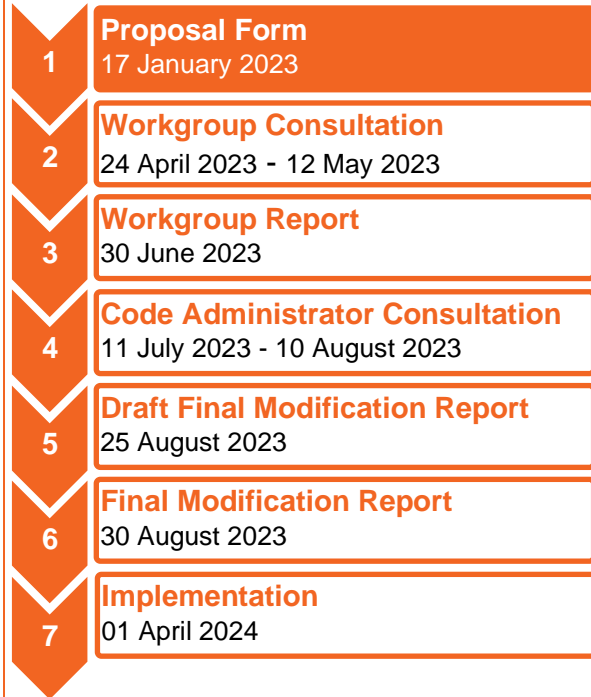 1
Proposal Form
17 January 2023
2
Workgroup Consultation
24 April 2023 - 12 May 2023
3
Workgroup Report
30 June 2023
4
Code Administrator Consultation
11 July 2023 - 10 August 2023
5
Draft Final Modification Report
25 August 2023
6
Final Modification Report
30 August 2023
7
Implementation
01 April 2024